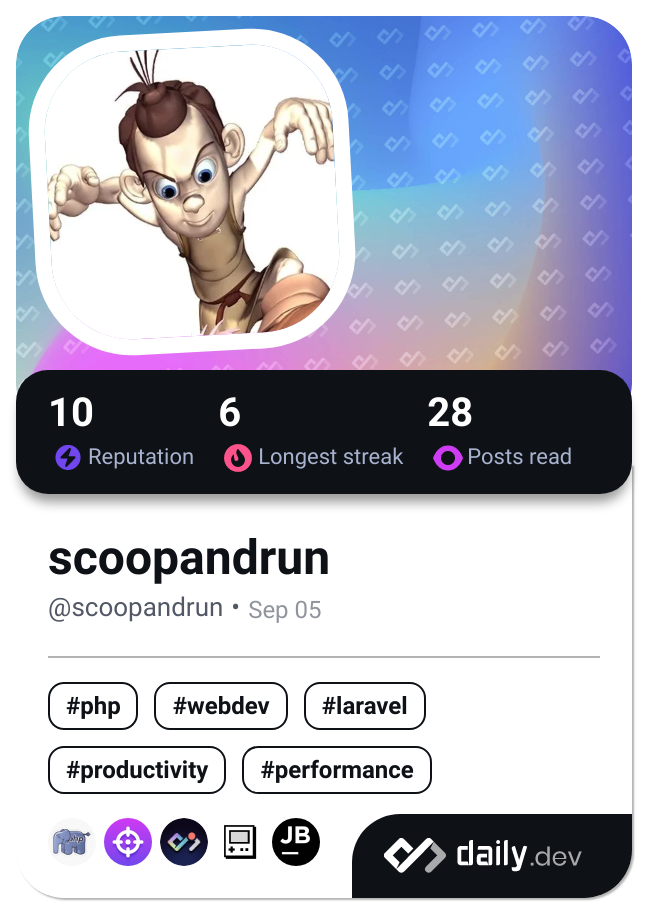 10 6 28
Reputation Longest streak Posts read
scoopandrun
@scoopandrun • Sep 05
#php #webdev #laravel
#productivity #performance
php JB daily.dev